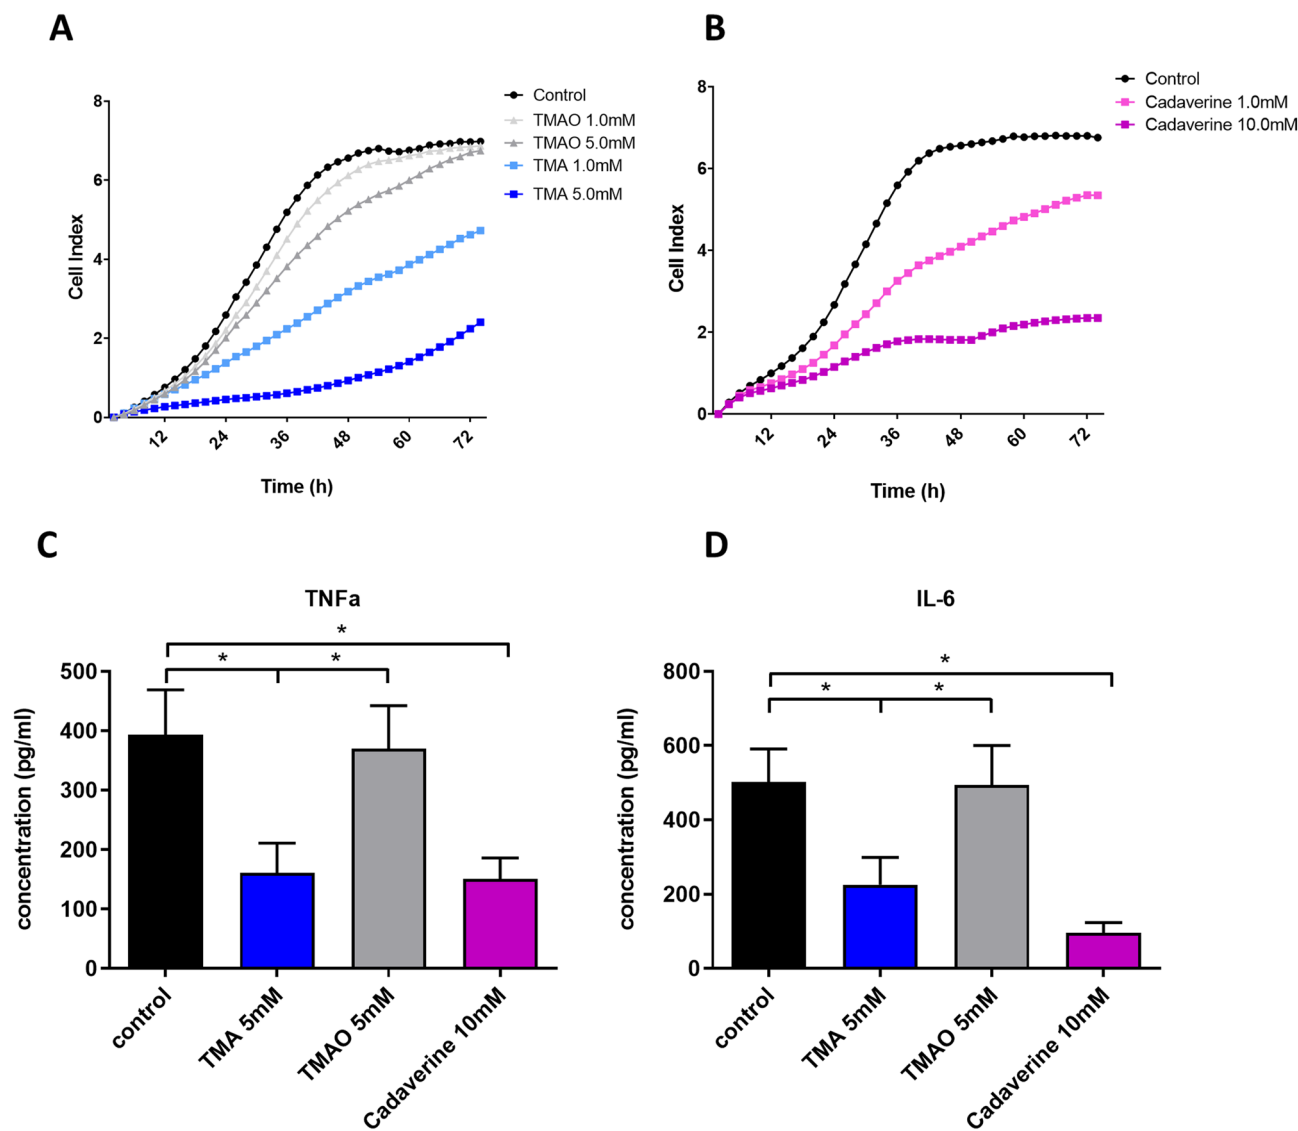 A
8
6
4
2
0
Cell Index
12
24
36
48
60
72
Time (h)
Control
TMAO 1.0mM
TMAO 5.0mM
TMA 1.0mM
TMA 5.0mM
B
8
6
4
2
0
Cell Index
12
24
36
48
60
72
Time (h)
Control
Cadaverine 1.0mM
Cadaverine 10.0mM
C
TNFa
*
* *
500
400
300
200
100
0
concentration (pg/ml)
control
TMA 5mM
TMAO 5mM
Cadaverine 10mM
D
IL-6
*
* *
800
600
400
200
0
concentration (pg/ml)
control
TMA 5mM
TMAO 5mM
Cadaverine 10mM